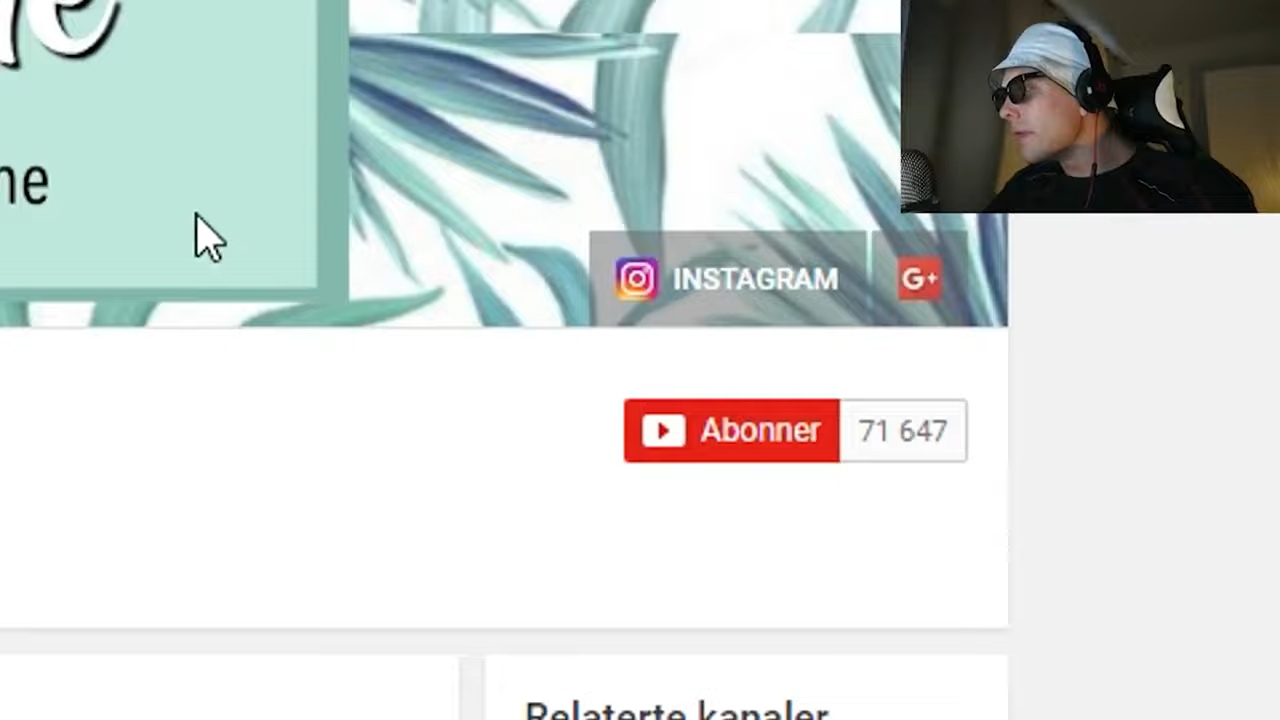 ne
INSTAGRAM
G+
Abonner 71 647
Relaterte kanaler